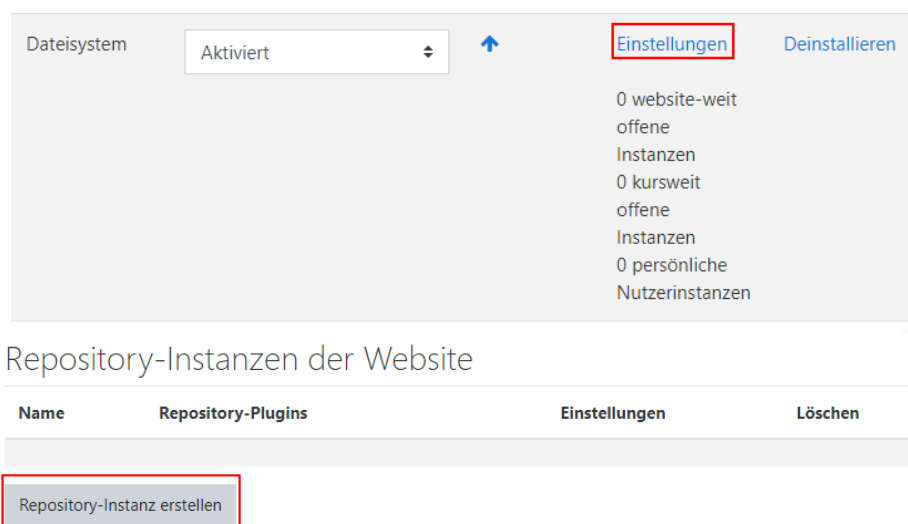 Dateisystem Aktiviert Einstellungen Deinstallieren
0 website-weit
offene
Instanzen
0 kursweit
offene
Instanzen
0 persönliche
Nutzerinstanzen
Repository-Instanzen der Website
Name Repository-Plugins Einstellungen Löschen
Repository-Instanz erstellen